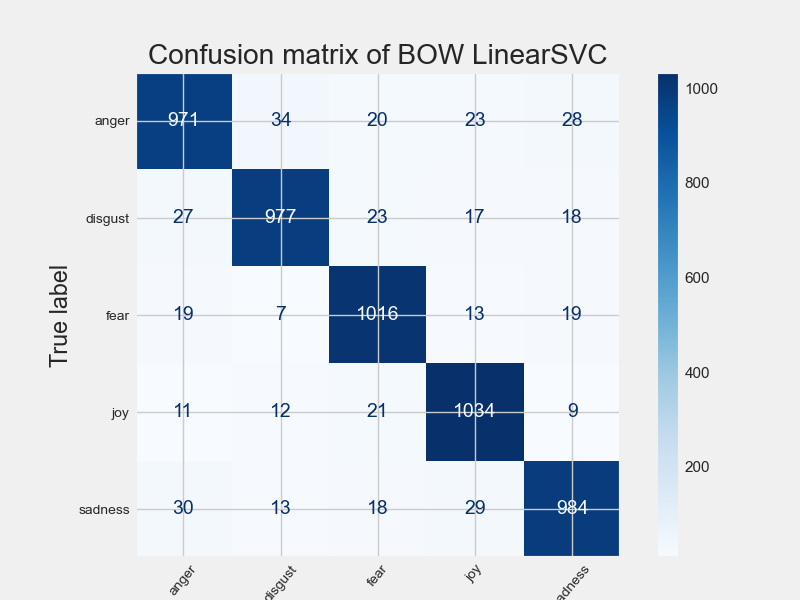 Confusion matrix of BOW LinearSVC
anger 971 34 20 23 28
disgust 27 977 23 17 18
fear 19 7 1016 13 19
joy 11 12 21 1034 9
sadness 30 13 18 29 984
True label
anger disgust fear joy adness
1000
800
600
400
200